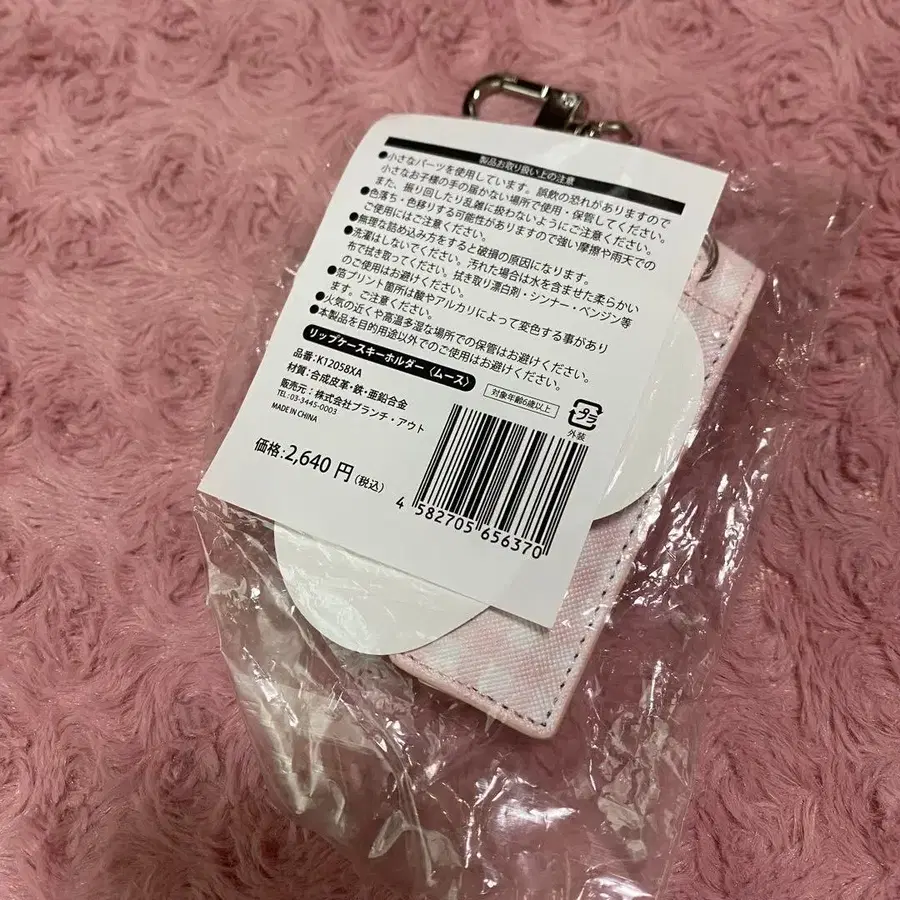 製品お取り扱い上の注意
●小さなパーツを使用しています。誤飲の恐れがありますので
小さなお子様の手の届かない場所で使用・保管してください。
また、振り回したり乱雑に扱わないようにご注意ください。
●色落ち・色移りする可能性がありますので強い摩擦や雨天での
ご使用にはご注意ください。
●無理な詰め込み方をすると破損の原因になります。
●洗濯はしないでください。汚れた場合は水を含ませた柔らかい
布で拭き取ってください。拭き取り漂白剤・シンナー・ベンジン等
のご使用はお避けください。
●箔プリント箇所は酸やアルカリによって変色する事があり
ます。ご注意ください。
●火気の近くや高温多湿な場所での保管はお避けください。
●本製品を目的用途以外でのご使用はお避けください。
リップケースキーホルダー〈ムース〉
品番:K12058XA
材質:合成皮革・鉄・亜鉛合金
販売元:株式会社ブランチ・アウト
TEL:03-3445-0003
MADE IN CHINA
対象年齢6歳以上
プラ
外装
価格:2,640円(税込)
4 582705 656370